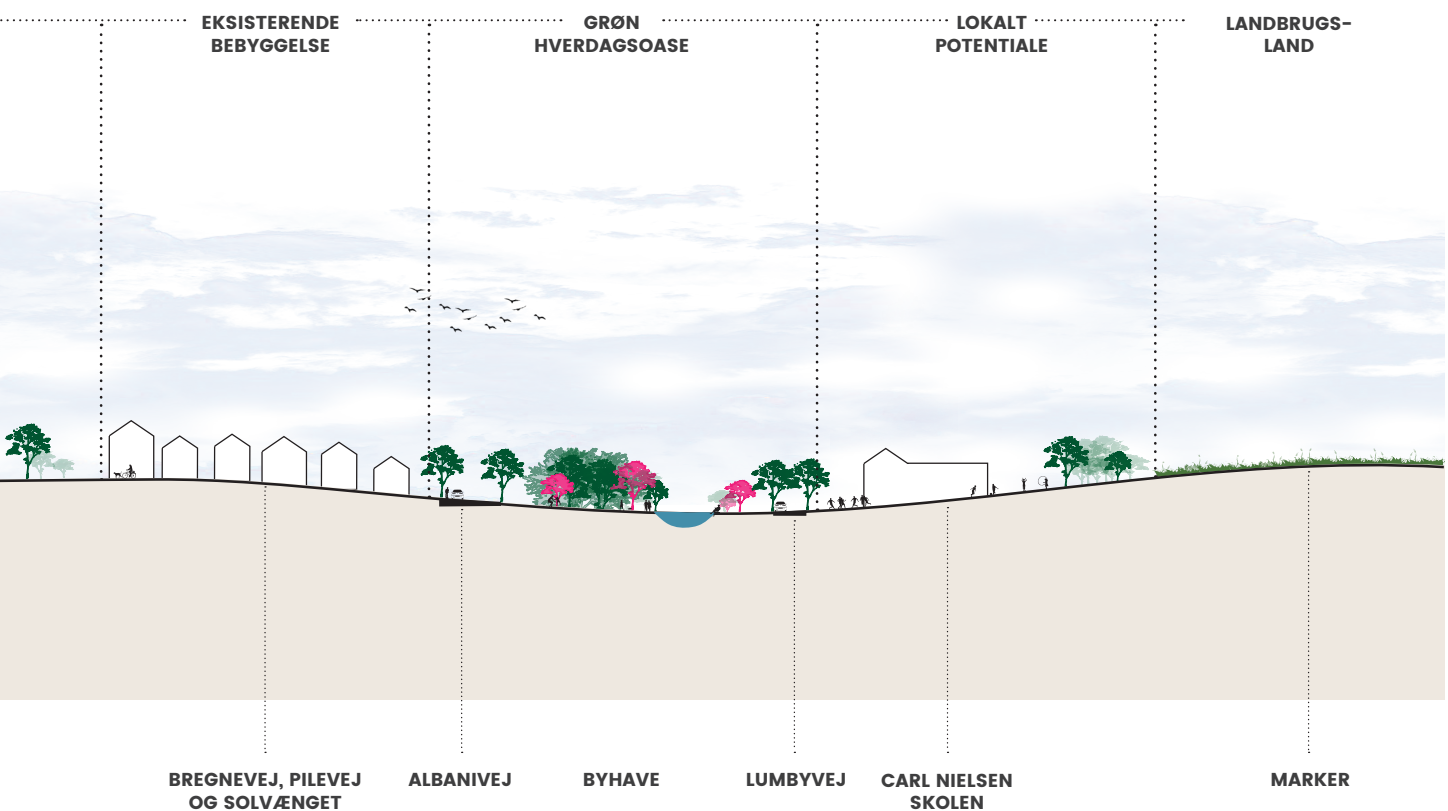 EKSISTERENDE
BEBYGGELSE
GRØN
HVERDAGSOASE
LOKALT
POTENTIALE
LANDBRUGS-
LAND
BREGNEVEJ, PILEVEJ
OG SOLVÆNGET
ALBANIVEJ
BYHAVE
LUMBYVEJ
CARL NIELSEN
SKOLEN
MARKER